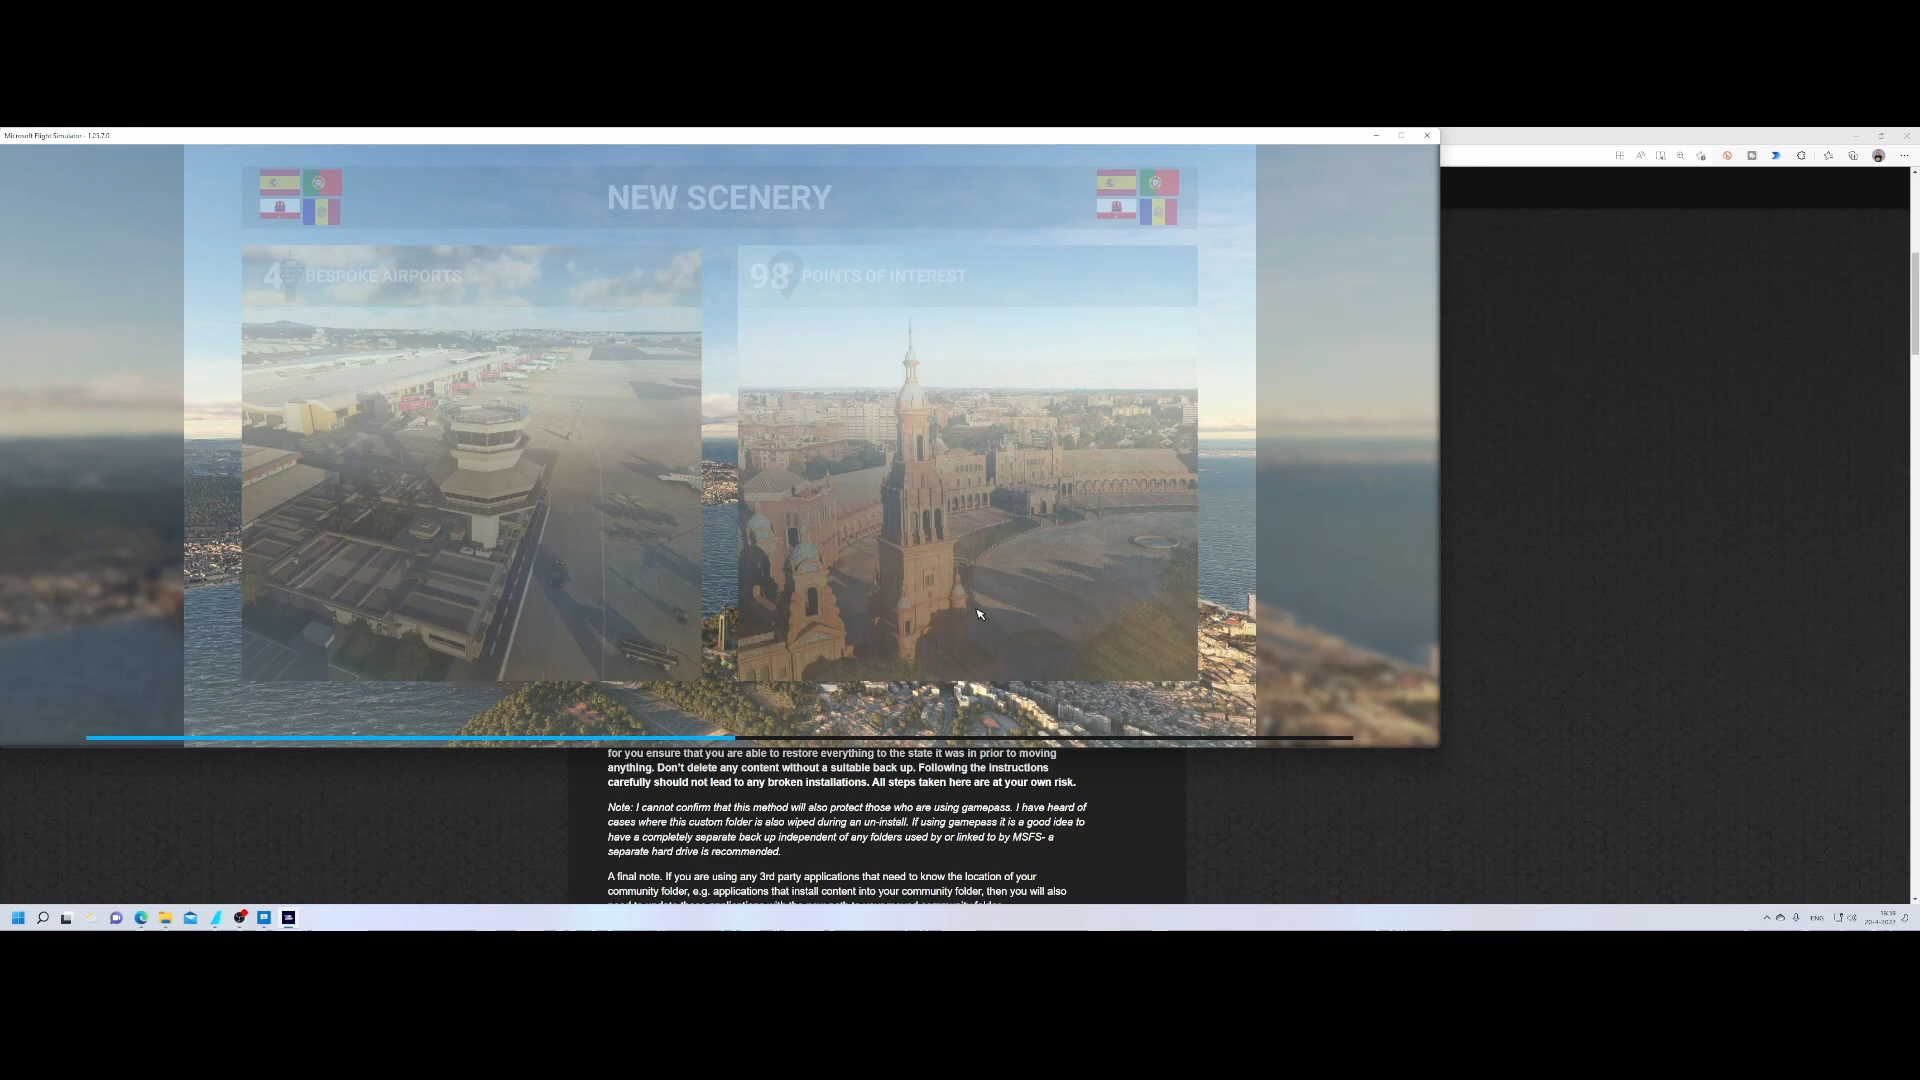 Microsoft Flight Simulator - 1.25.7.0
NEW SCENERY
4 BESPOKE AIRPORTS
98 POINTS OF INTEREST
for you ensure that you are able to restore everything to the state it was in prior to moving
anything. Don't delete any content without a suitable back up. Following the instructions
carefully should not lead to any broken installations. All steps taken here are at your own risk.
Note: I cannot confirm that this method will also protect those who are using gamepass. I have heard of
cases where this custom folder is also wiped during an un-install. If using gamepass it is a good idea to
have a completely separate back up independent of any folders used by or linked to by MSFS- a
separate hard drive is recommended.
A final note. If you are using any 3rd party applications that need to know the location of your
community folder, e.g. applications that install content into your community folder, then you will also
ENG
18:39
20-4-2022